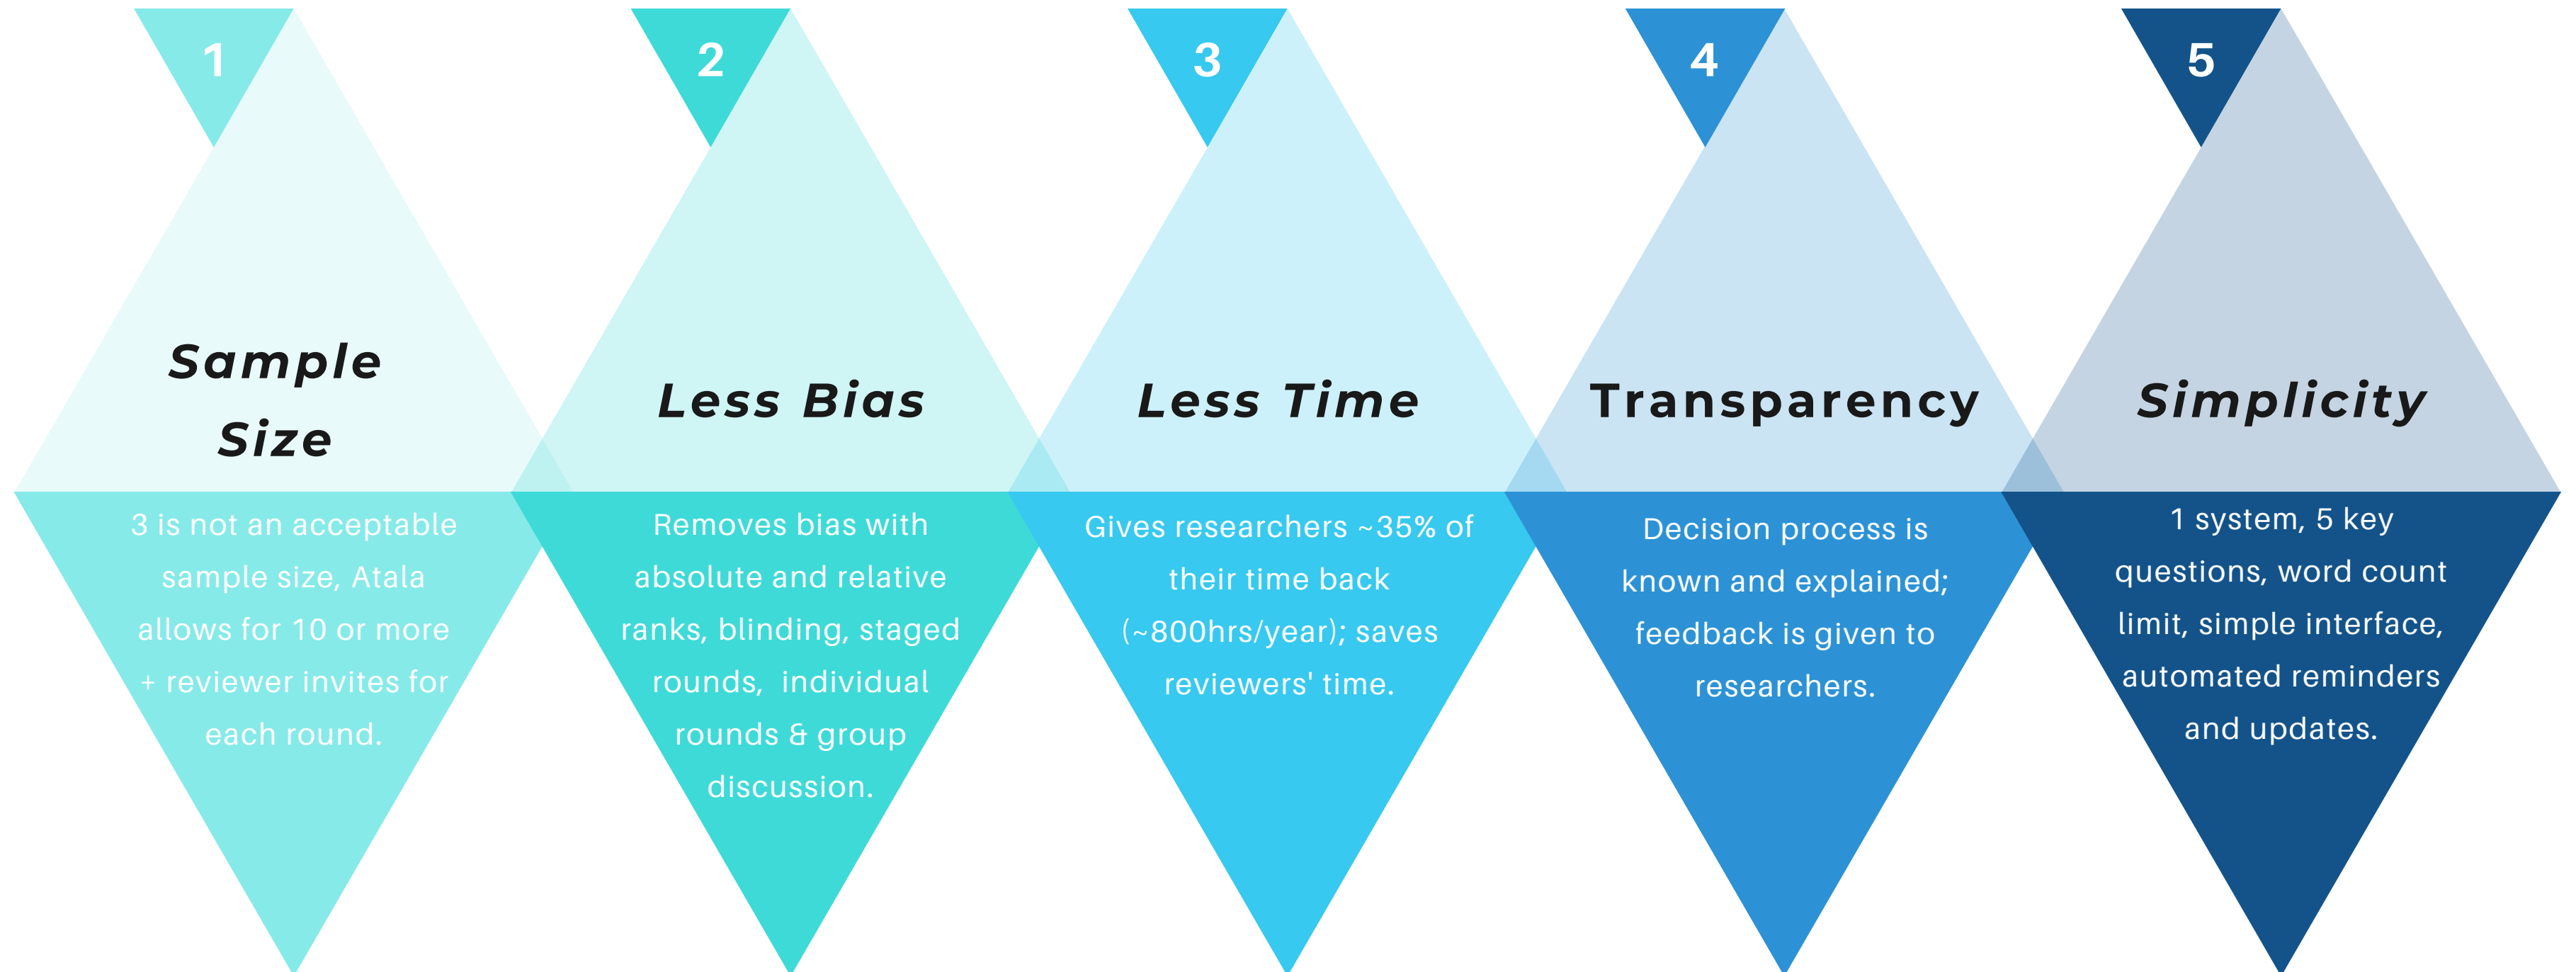 1
Sample
Size
3 is not an acceptable
sample size, Atala
allows for 10 or more
+ reviewer invites for
each round.
2
Less Bias
Removes bias with
absolute and relative
ranks, blinding, staged
rounds,  individual
rounds & group
discussion.
3
Less Time
Gives researchers ~35% of
their time back
(~800hrs/year); saves
reviewers' time.
4
Transparency
Decision process is
known and explained;
feedback is given to
researchers.
5
Simplicity
1 system, 5 key
questions, word count
limit, simple interface,
automated reminders
and updates.